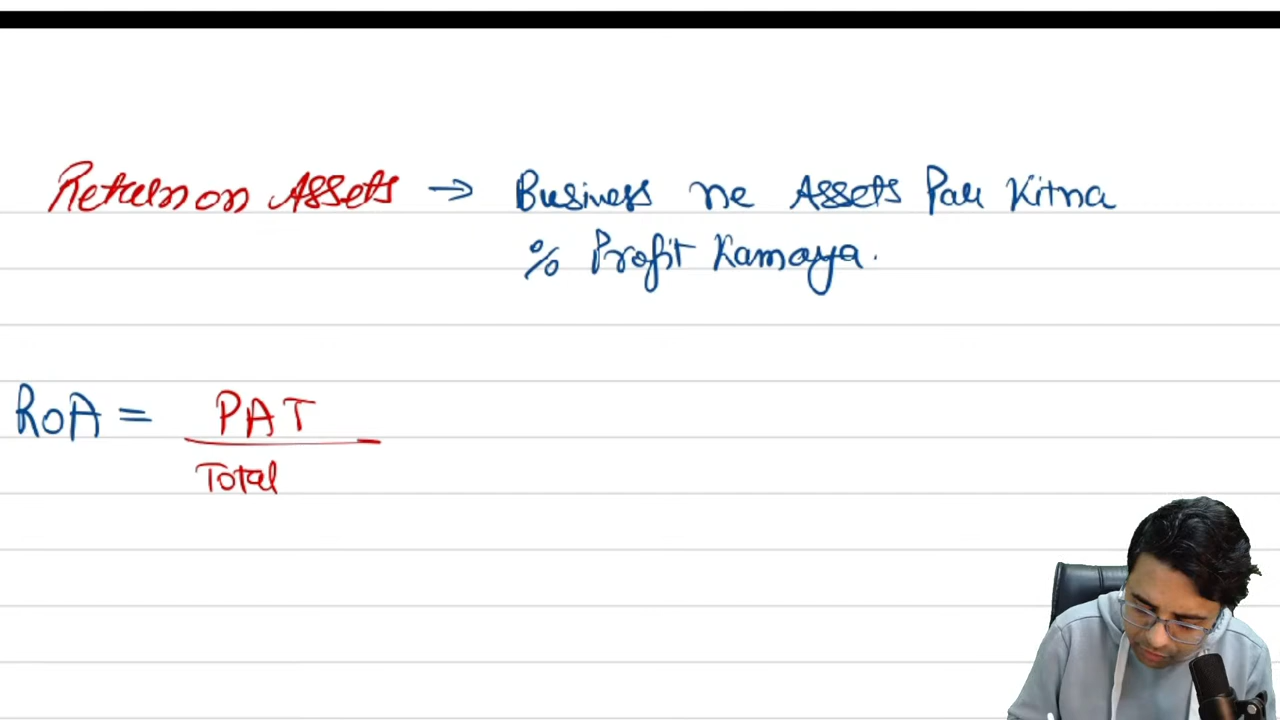 Return on Assets → Business ne Assets Par Kitna
% Profit Kamaya.
RoA = PAT
Total